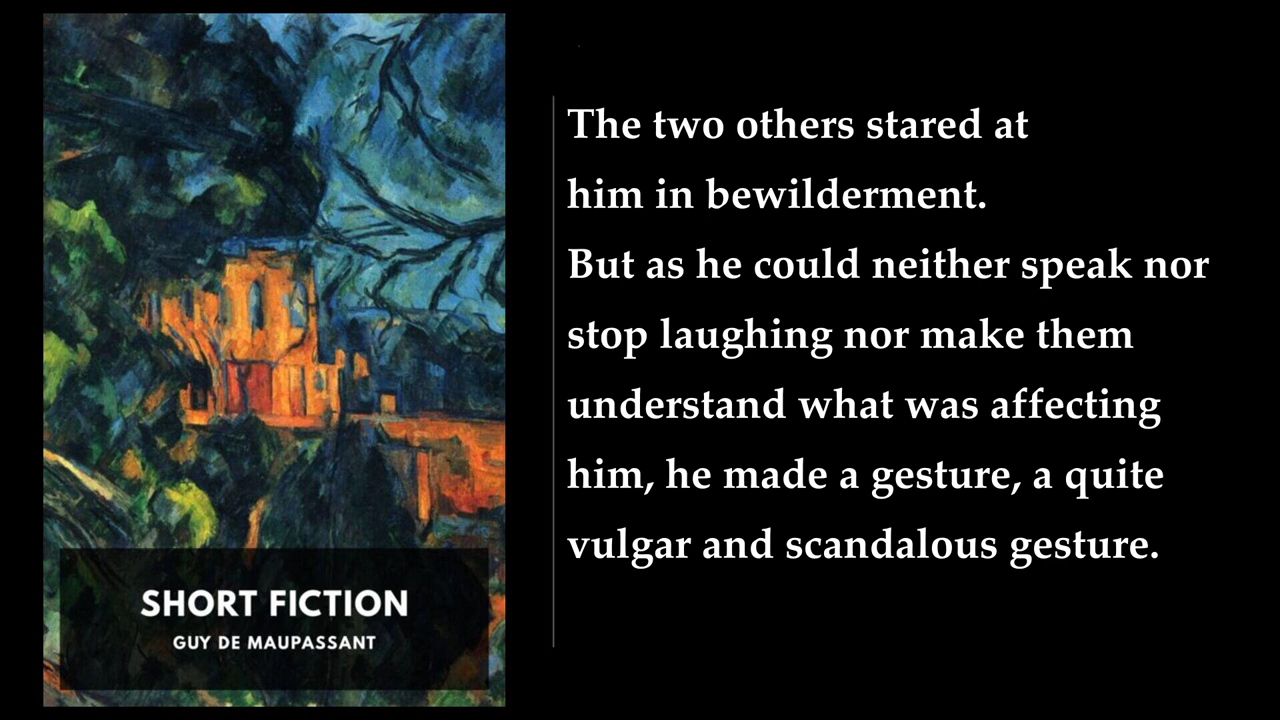 The two others stared at
him in bewilderment.
But as he could neither speak nor
stop laughing nor make them
understand what was affecting
him, he made a gesture, a quite
vulgar and scandalous gesture.
SHORT FICTION
GUY DE MAUPASSANT